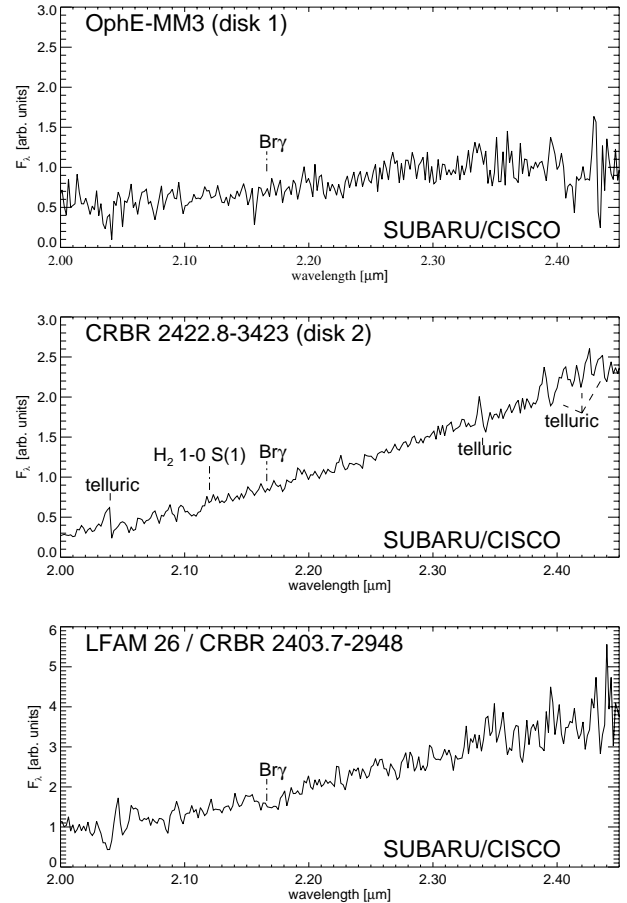 OphE-MM3 (disk 1)
3.0
2.5
2.0
1.5
1.0
0.5
0.0
Fλ [arb. units]
Brγ
SUBARU/CISCO
2.00 2.10 2.20 2.30 2.40
wavelength [μm]
CRBR 2422.8-3423 (disk 2)
3.0
2.5
2.0
1.5
1.0
0.5
0.0
Fλ [arb. units]
telluric
H2 1-0 S(1)
Brγ
telluric
telluric
SUBARU/CISCO
2.00 2.10 2.20 2.30 2.40
wavelength [μm]
LFAM 26 / CRBR 2403.7-2948
6
5
4
3
2
1
0
Fλ [arb. units]
Brγ
SUBARU/CISCO
2.00 2.10 2.20 2.30 2.40
wavelength [μm]